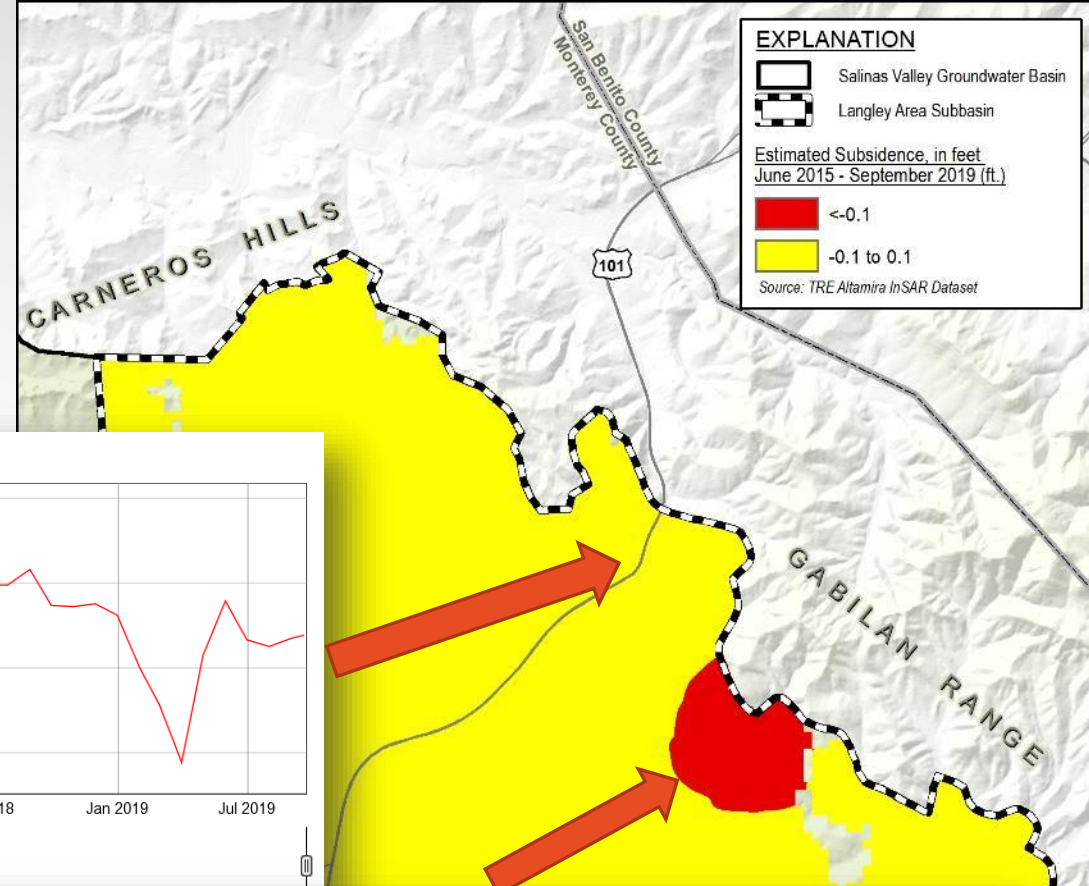 San Benito County
Monterey County
EXPLANATION
Salinas Valley Groundwater Basin
Langley Area Subbasin
Estimated Subsidence, in feet
June 2015 - September 2019 (ft.)
<-0.1
-0.1 to 0.1
Source: TRE Altamira InSAR Dataset
CARNEROS HILLS
101
GABILAN RANGE
18
Jan 2019
Jul 2019